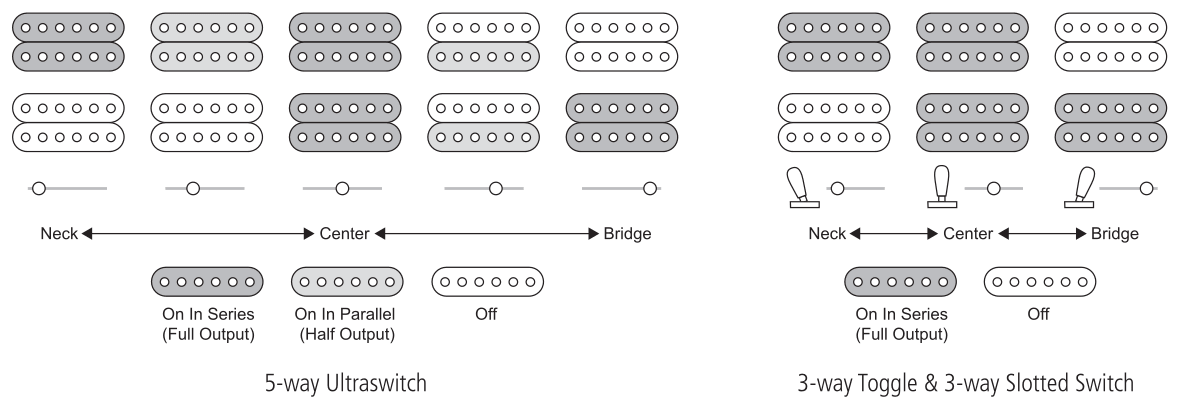 Neck Center Bridge
On In Series
(Full Output)
On In Parallel
(Half Output)
Off
5-way Ultraswitch
Neck Center Bridge
On In Series
(Full Output)
Off
3-way Toggle & 3-way Slotted Switch